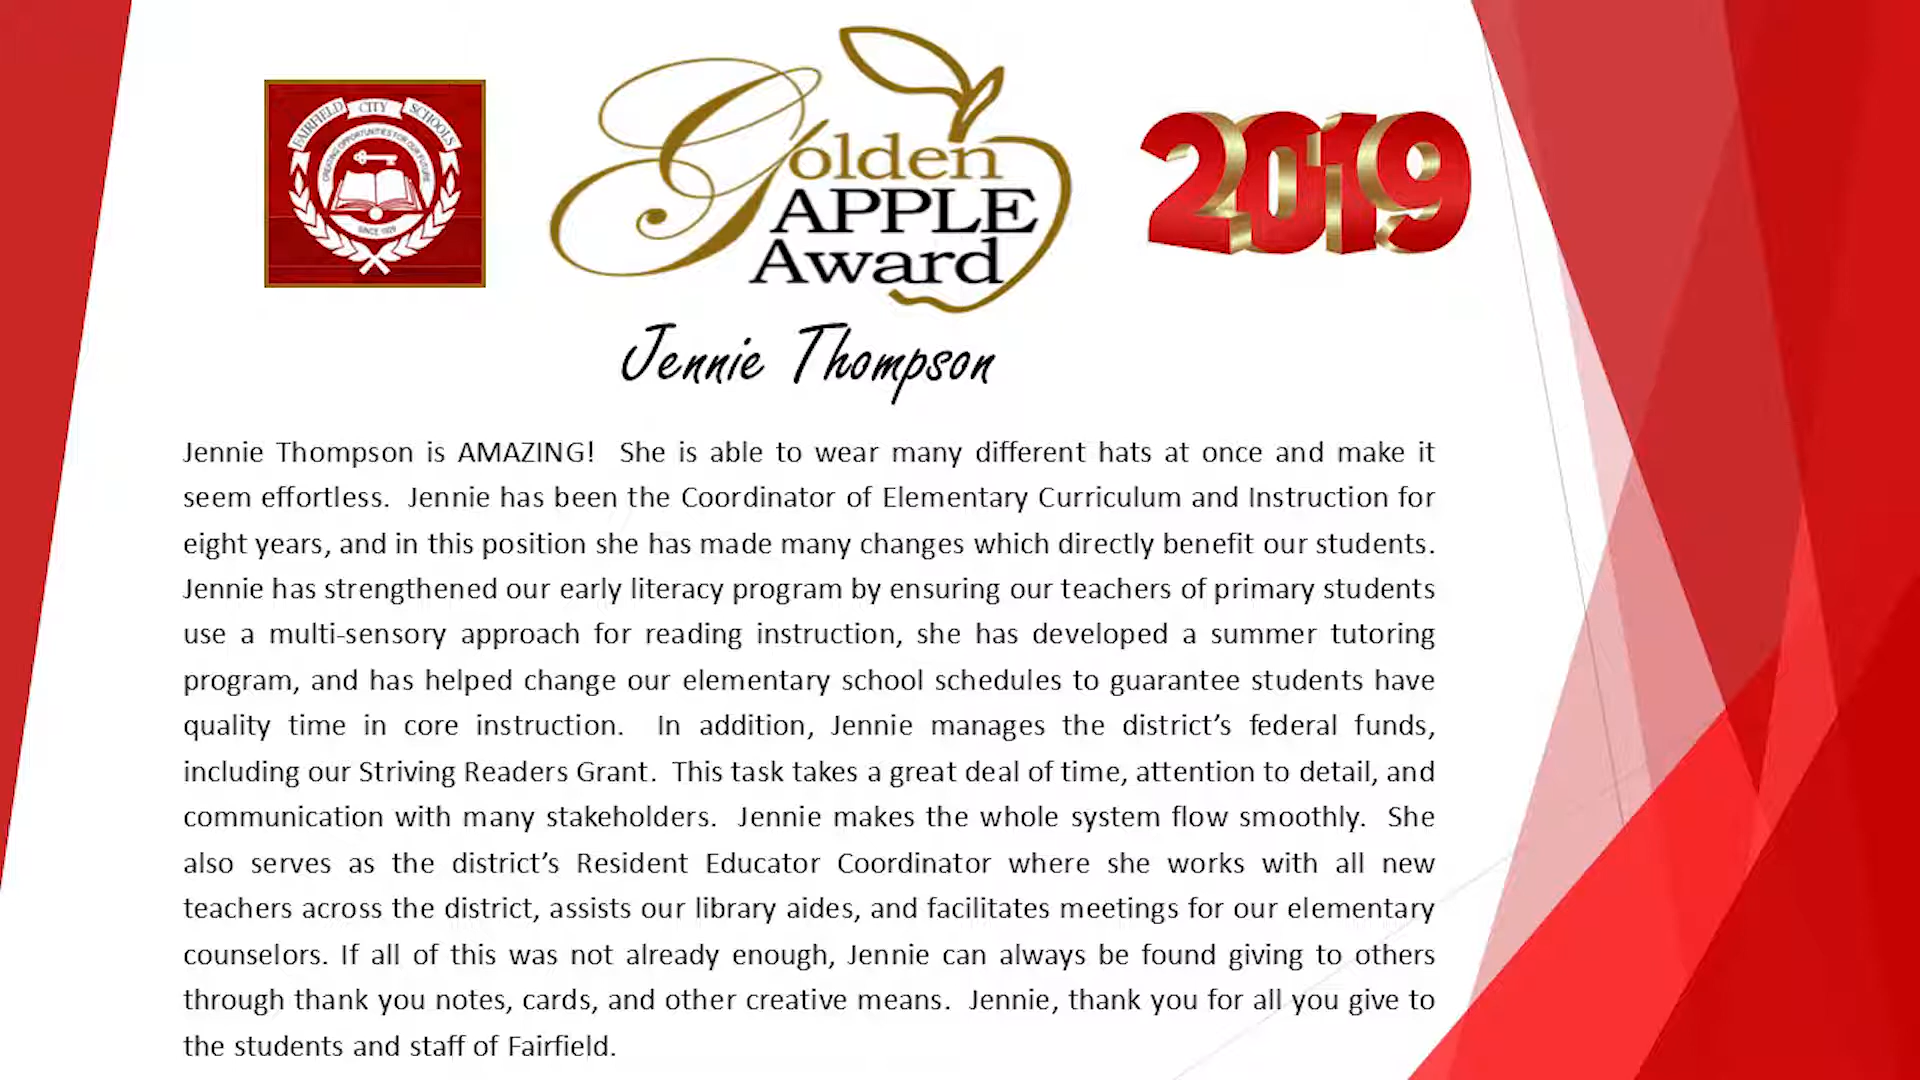 FAIRFIELD CITY SCHOOLS
CREATING OPPORTUNITIES FOR OUR FUTURE
SINCE 1929
Golden
APPLE
Award
2019
Jennie Thompson
Jennie Thompson is AMAZING!  She is able to wear many different hats at once and make it
seem effortless.  Jennie has been the Coordinator of Elementary Curriculum and Instruction for
eight years, and in this position she has made many changes which directly benefit our students.
Jennie has strengthened our early literacy program by ensuring our teachers of primary students
use a multi-sensory approach for reading instruction, she has developed a summer tutoring
program, and has helped change our elementary school schedules to guarantee students have
quality time in core instruction.  In addition, Jennie manages the district’s federal funds,
including our Striving Readers Grant.  This task takes a great deal of time, attention to detail, and
communication with many stakeholders.  Jennie makes the whole system flow smoothly.  She
also serves as the district’s Resident Educator Coordinator where she works with all new
teachers across the district, assists our library aides, and facilitates meetings for our elementary
counselors. If all of this was not already enough, Jennie can always be found giving to others
through thank you notes, cards, and other creative means.  Jennie, thank you for all you give to
the students and staff of Fairfield.